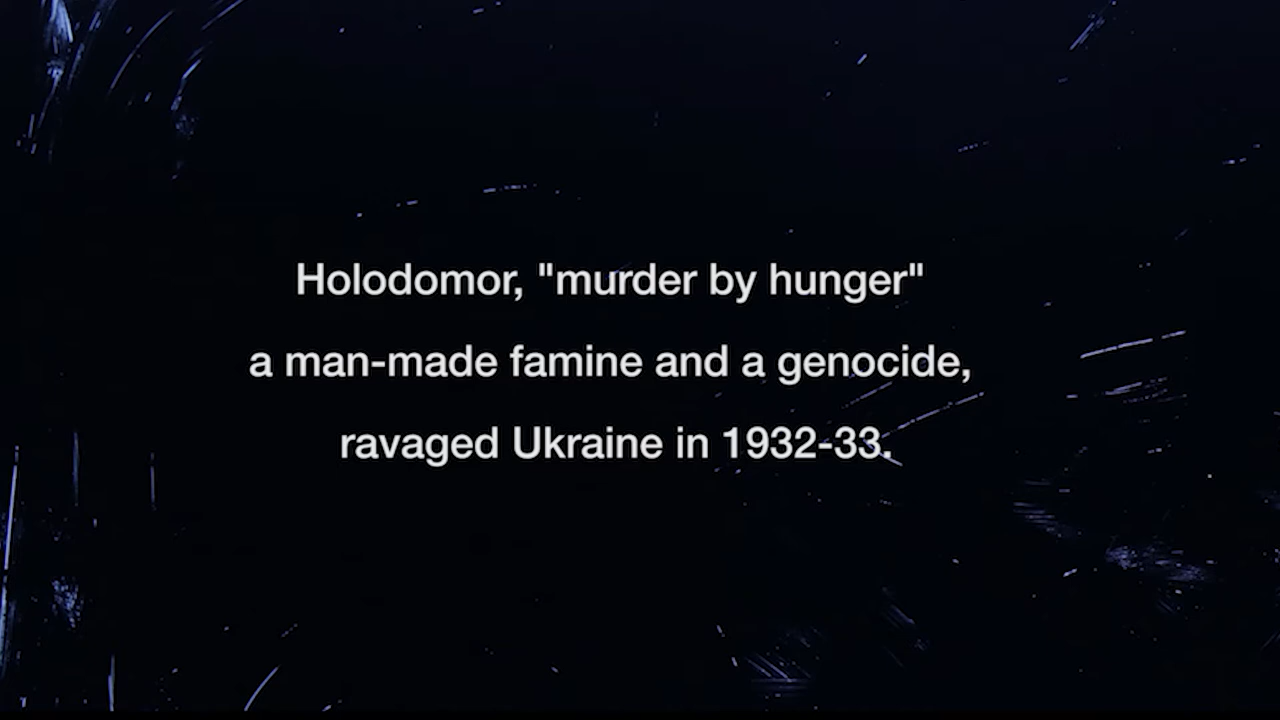 Holodomor, "murder by hunger"
a man-made famine and a genocide,
ravaged Ukraine in 1932-33.